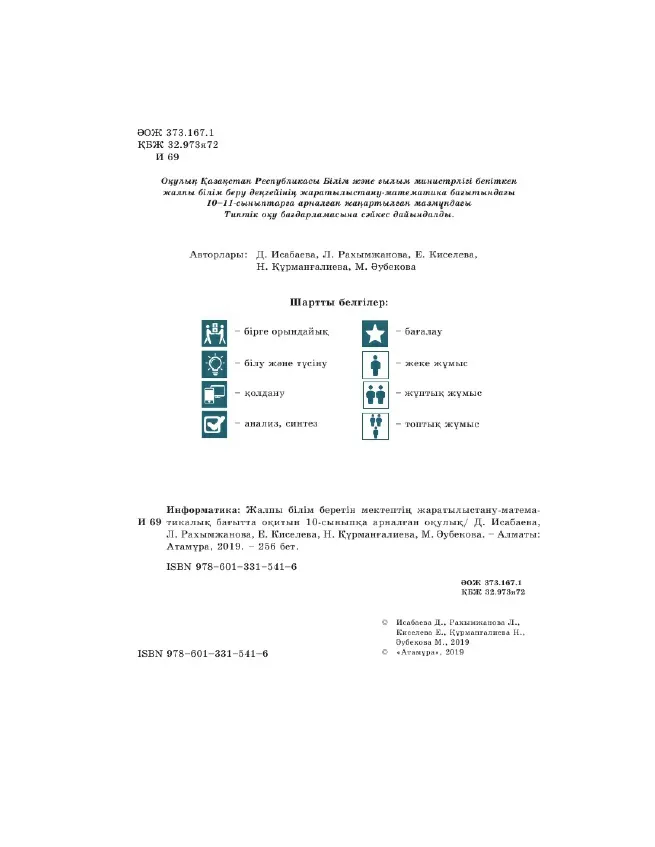 ӘОЖ 373.167.1
ҚБЖ 32.973я72
И 69
Оқулық Қазақстан Республикасы Білім және ғылым министрлігі бекіткен
жалпы білім беру деңгейінің жаратылыстану-математика бағытындағы
10–11-сыныптарға арналған жаңартылған мазмұндағы
Типтік оқу бағдарламасына сәйкес дайындалды.
Авторлары: Д. Исабаева, Л. Рахымжанова, Е. Киселева,
Н. Құрманғалиева, М. Әубекова
Шартты белгілер:
– бірге орындайық
– білу және түсіну
– қолдану
– анализ, синтез
– бағалау
– жеке жұмыс
– жұптық жұмыс
– топтық жұмыс
Информатика: Жалпы білім беретін мектептің жаратылыстану-матема-
И 69 тикалық бағытта оқитын 10-сыныпқа арналған оқулық/ Д. Исабаева,
Л. Рахымжанова, Е. Киселева, Н. Құрманғалиева, М. Әубекова. – Алматы:
Атамұра, 2019. – 256 бет.
ISBN 978–601–331–541–6
ӘОЖ 373.167.1
ҚБЖ 32.973я72
© Исабаева Д., Рахымжанова Л.,
Киселева Е., Құрманғалиева Н.,
Әубекова М., 2019
© «Атамұра», 2019
ISBN 978–601–331–541–6